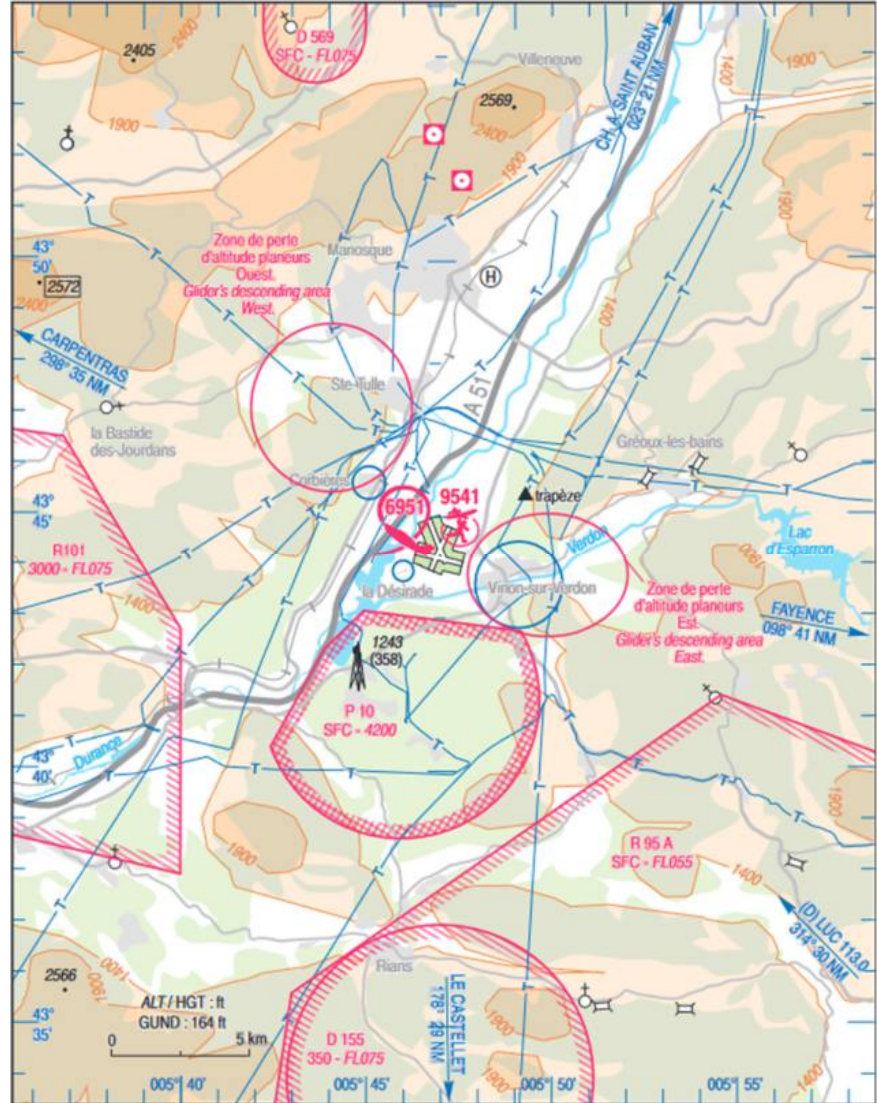 D 569
SFC - FL075
2400
2405
Villeneuve
1400
1900
CH. A. SAINT AUBAN
023° 21 NM
2569
2400
1900
1900
1900
43°
50'
Zone de perte
d'altitude planeurs
Ouest.
Glider's descending area
West.
Manosque
H
2572
2400
1400
CARPENTRAS
298° 35 NM
Ste-Tulle
A 51
la Bastide
des-Jourdans
Gréoux-les-bains
Corbières
43°
45'
6951
9541
trapèze
Verdon
Lac
d'Esparron
R101
3000 - FL075
1400
la Désirade
Vinon-sur-Verdon
1900
Zone de perte
d'altitude planeurs
Est.
Glider's descending area
East.
FAYENCE
098° 41 NM
1243
(358)
P 10
SFC - 4200
Durance
43°
40'
1900
1900
R 95 A
SFC - FL055
1400
(D) LUC 113,0
314° 30 NM
2566
1400
1900
Rians
LE CASTELLET
178° 29 NM
ALT / HGT : ft
GUND : 164 ft
0 5 km
43°
35'
D 155
350 - FL075
1900
1900
1900
1400
005° 40'
005° 45'
005° 50'
005° 55'